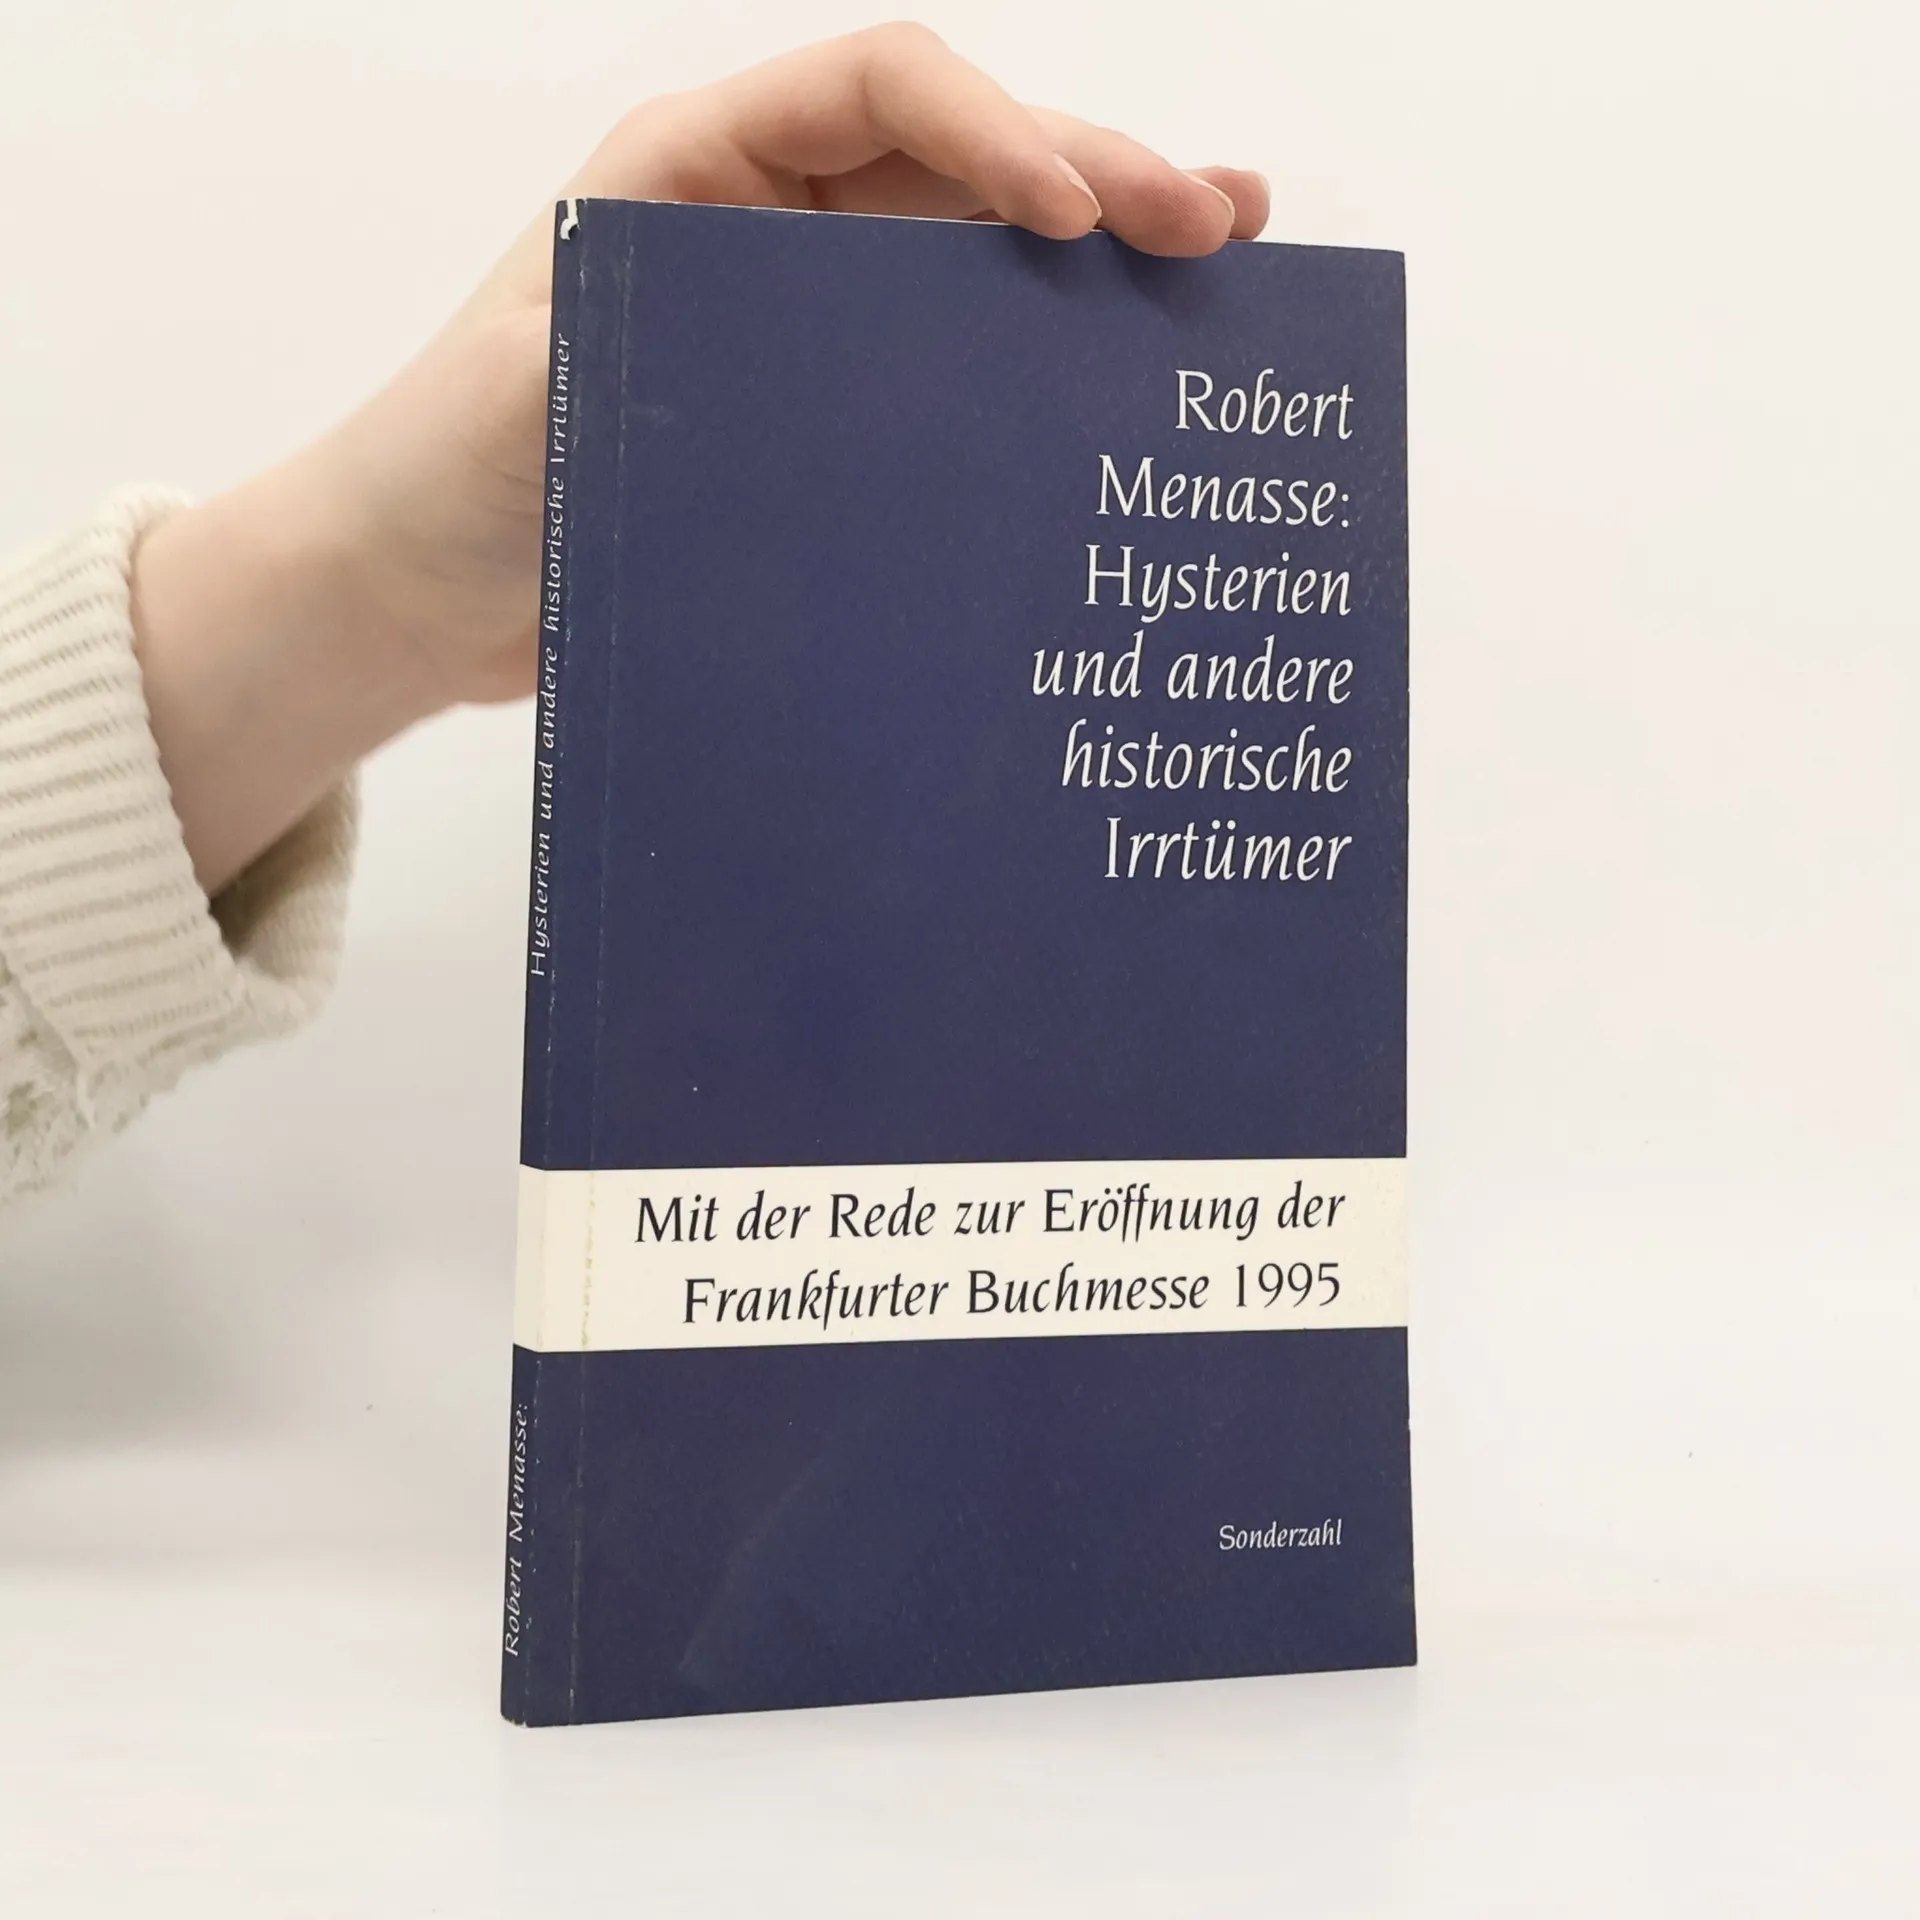 Robert
Menasse:
Hysterien
und andere
historische
Irrtümer
Mit der Rede zur Eröffnung der
Frankfurter Buchmesse 1995
Sonderzahl
Robert Menasse: Hysterien und andere historische Irrtümer